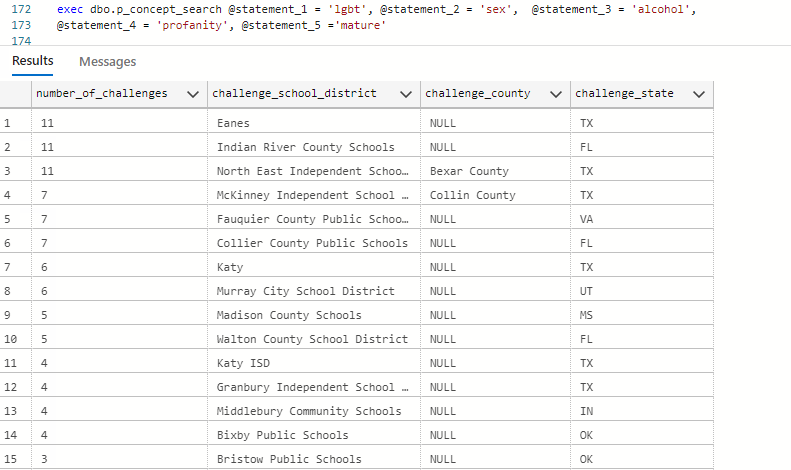 172 exec dbo.p_concept_search @statement_1 = 'lgbt', @statement_2 = 'sex', @statement_3 = 'alcohol',
173 @statement_4 = 'profanity', @statement_5 ='mature'
174
Results Messages
number_of_challenges challenge_school_district challenge_county challenge_state
1 11 Eanes NULL TX
2 11 Indian River County Schools NULL FL
3 11 North East Independent Schoo… Bexar County TX
4 7 McKinney Independent School … Collin County TX
5 7 Fauquier County Public Schoo… NULL VA
6 7 Collier County Public Schools NULL FL
7 6 Katy NULL TX
8 6 Murray City School District NULL UT
9 5 Madison County Schools NULL MS
10 5 Walton County School District NULL FL
11 4 Katy ISD NULL TX
12 4 Granbury Independent School … NULL TX
13 4 Middlebury Community Schools NULL IN
14 4 Bixby Public Schools NULL OK
15 3 Bristow Public Schools NULL OK